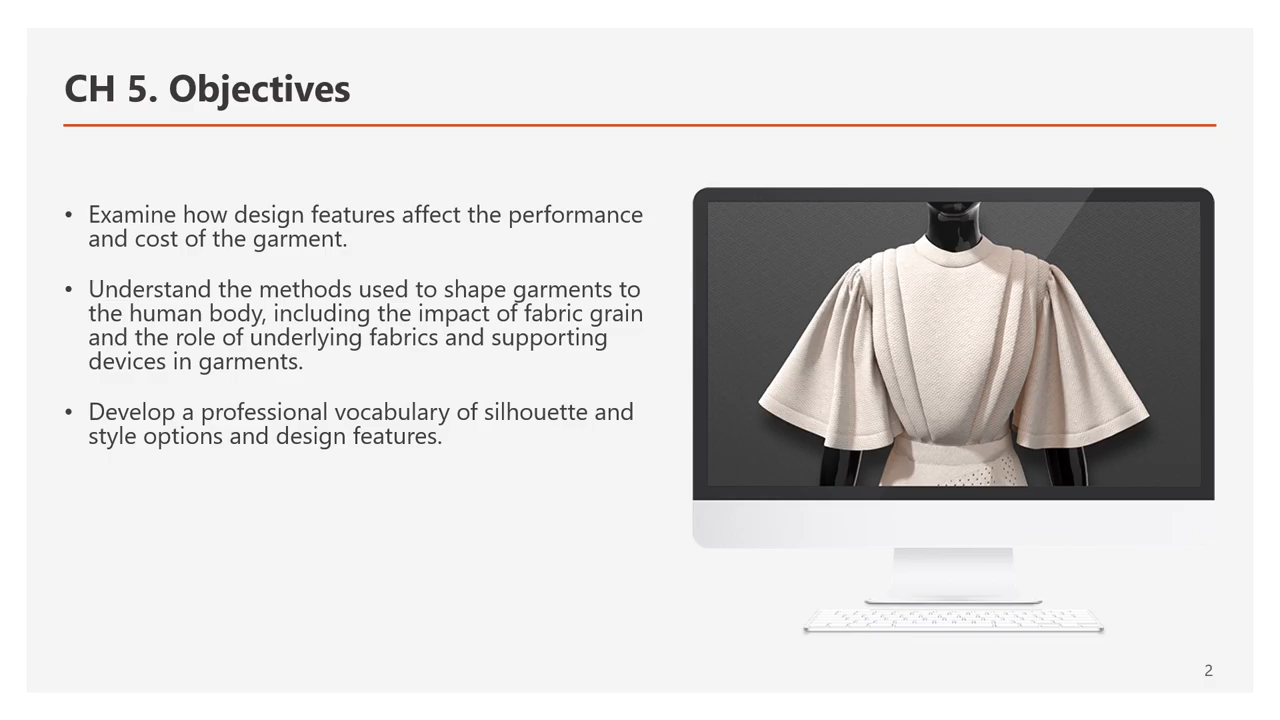 CH 5. Objectives
• Examine how design features affect the performance
and cost of the garment.
• Understand the methods used to shape garments to
the human body, including the impact of fabric grain
and the role of underlying fabrics and supporting
devices in garments.
• Develop a professional vocabulary of silhouette and
style options and design features.
2